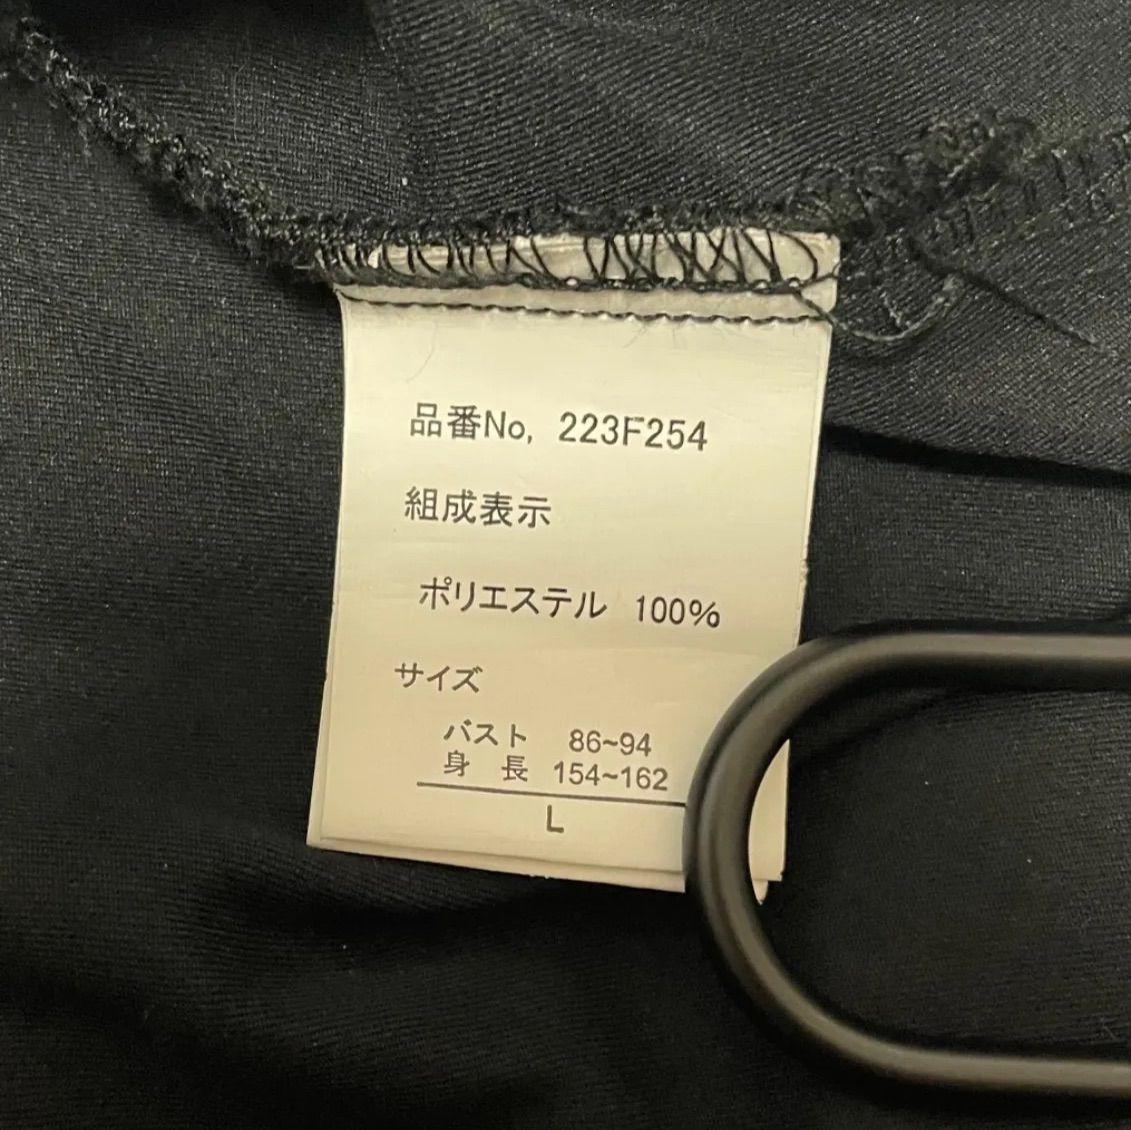 品番No, 223F254
組成表示
ポリエステル 100%
サイズ
バスト 86~94
身 長 154~162
L